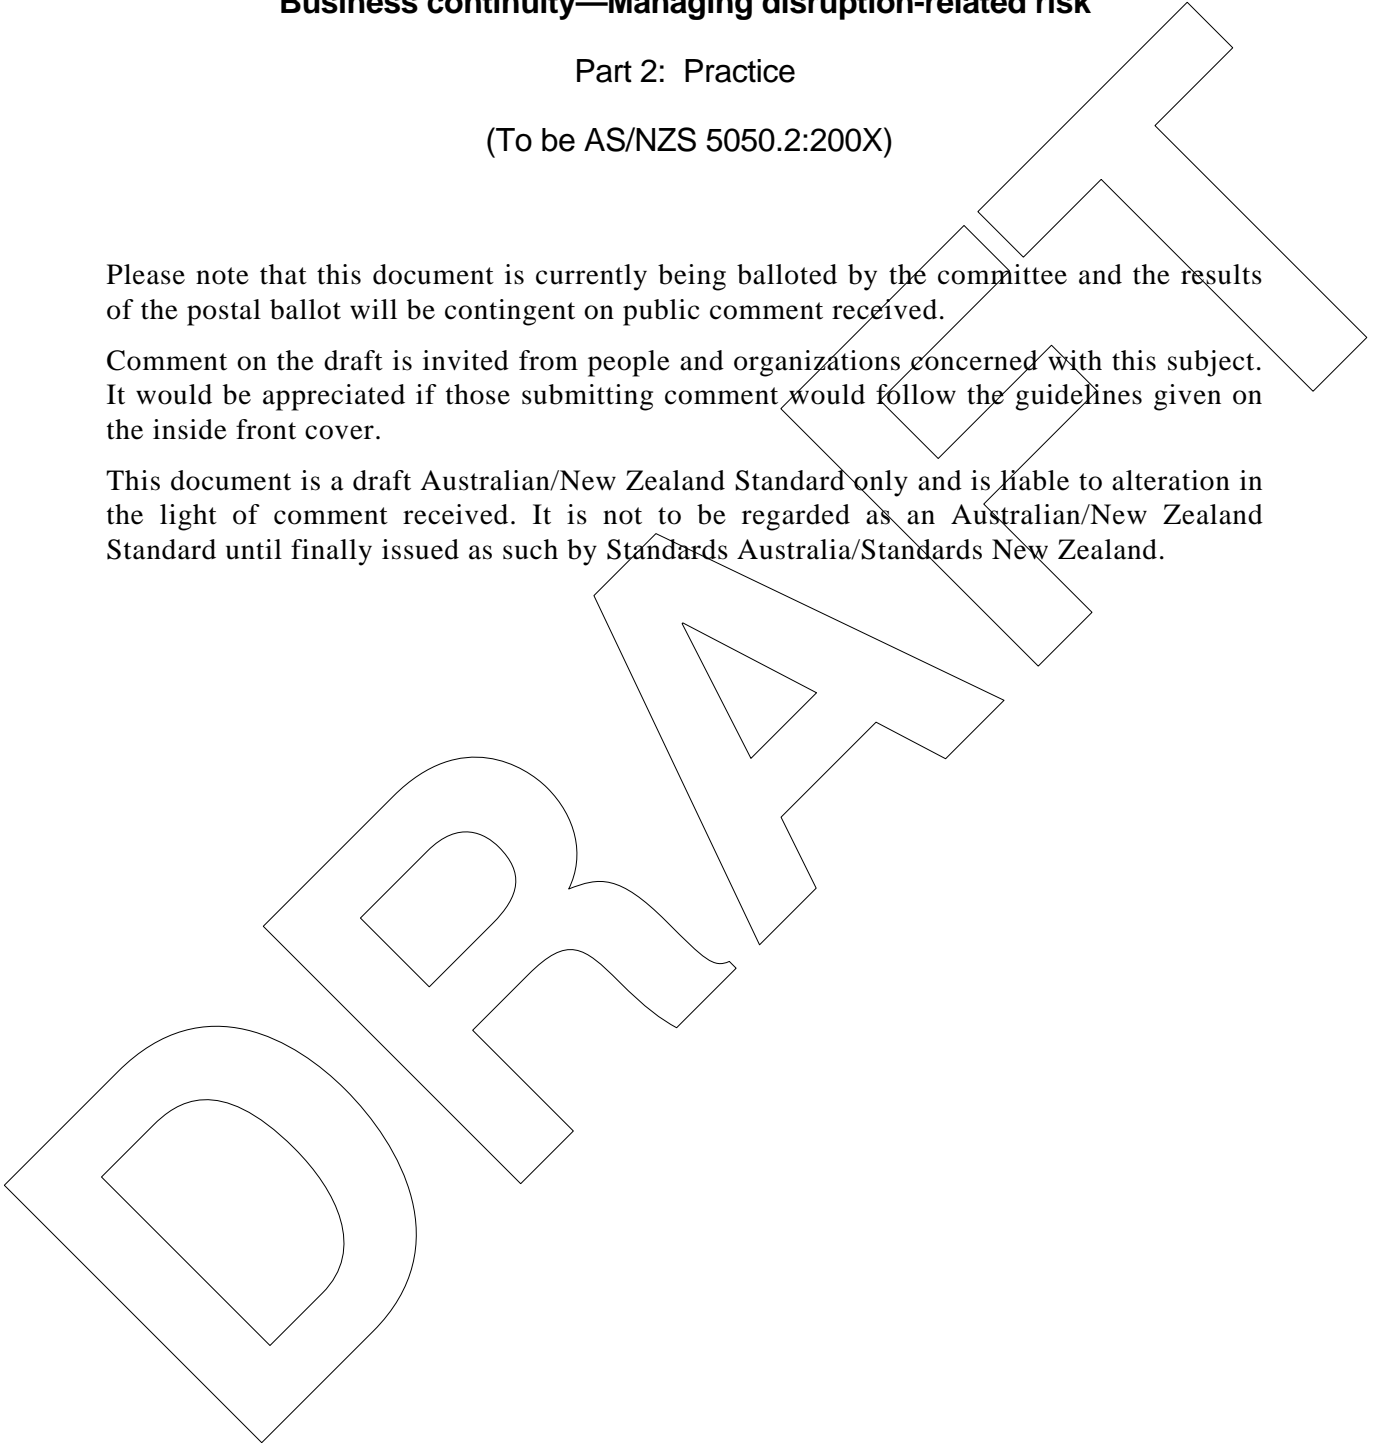 Business continuity—Managing disruption-related risk
Part 2: Practice
(To be AS/NZS 5050.2:200X)
Please note that this document is currently being balloted by the committee and the results
of the postal ballot will be contingent on public comment received.
Comment on the draft is invited from people and organizations concerned with this subject.
It would be appreciated if those submitting comment would follow the guidelines given on
the inside front cover.
This document is a draft Australian/New Zealand Standard only and is liable to alteration in
the light of comment received. It is not to be regarded as an Australian/New Zealand
Standard until finally issued as such by Standards Australia/Standards New Zealand.
DRAFT